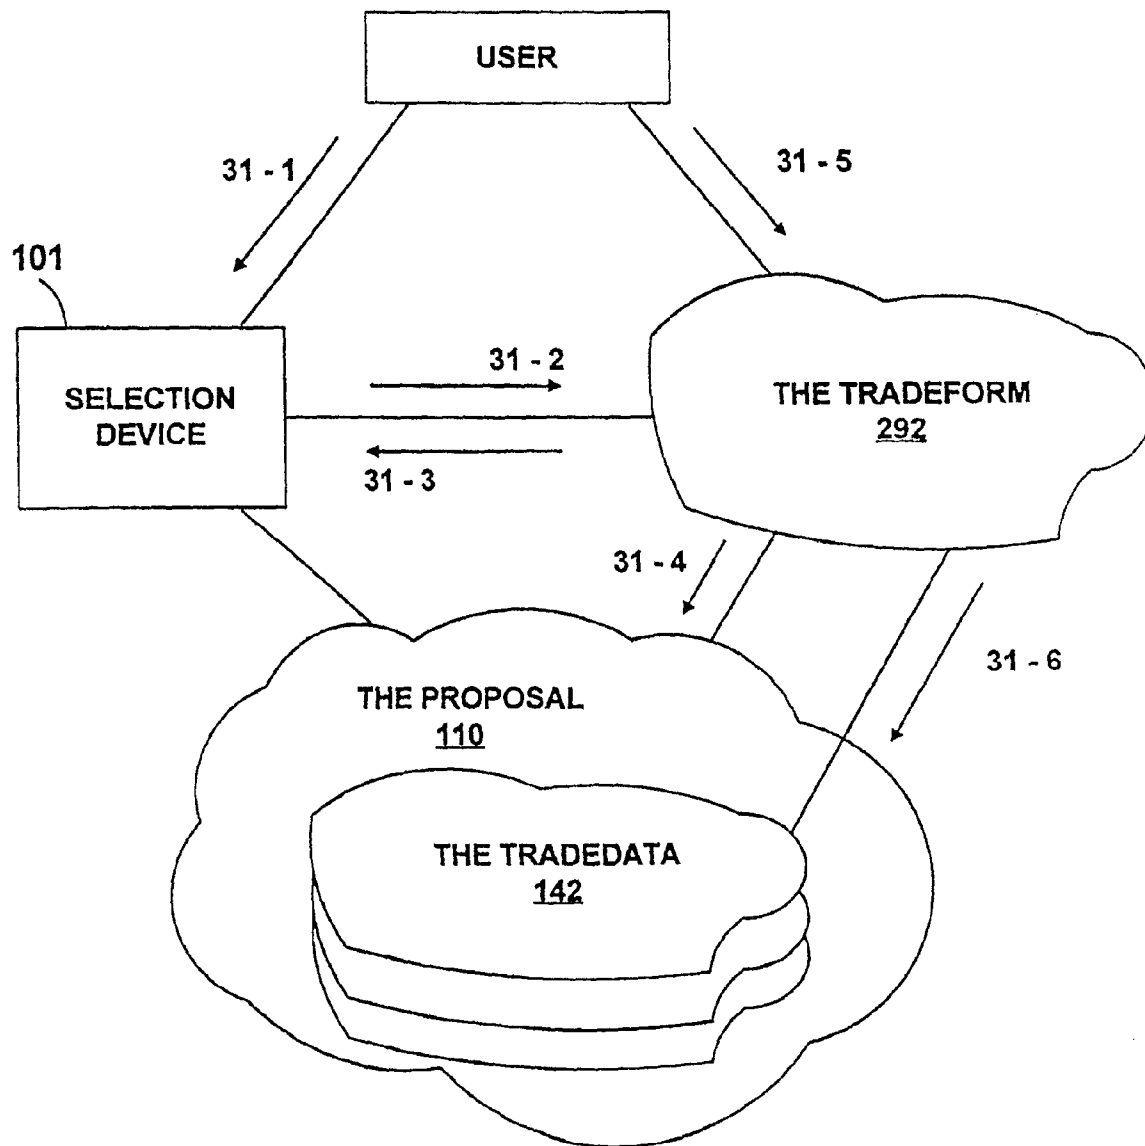 USER
31 - 1
31 - 5
101
SELECTION
DEVICE
31 - 2
31 - 3
THE TRADEFORM
292
31 - 4
31 - 6
THE PROPOSAL
110
THE TRADEDATA
142